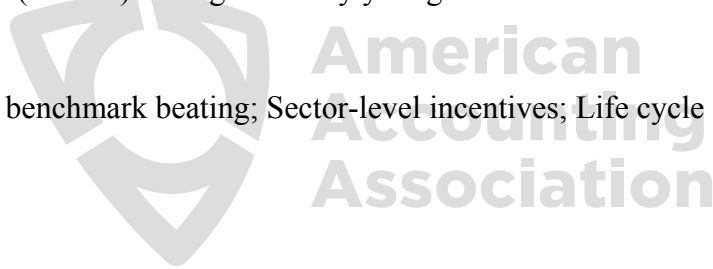 American
benchmark beating; Sector-level incentives; Life cycle
Accounting
Association